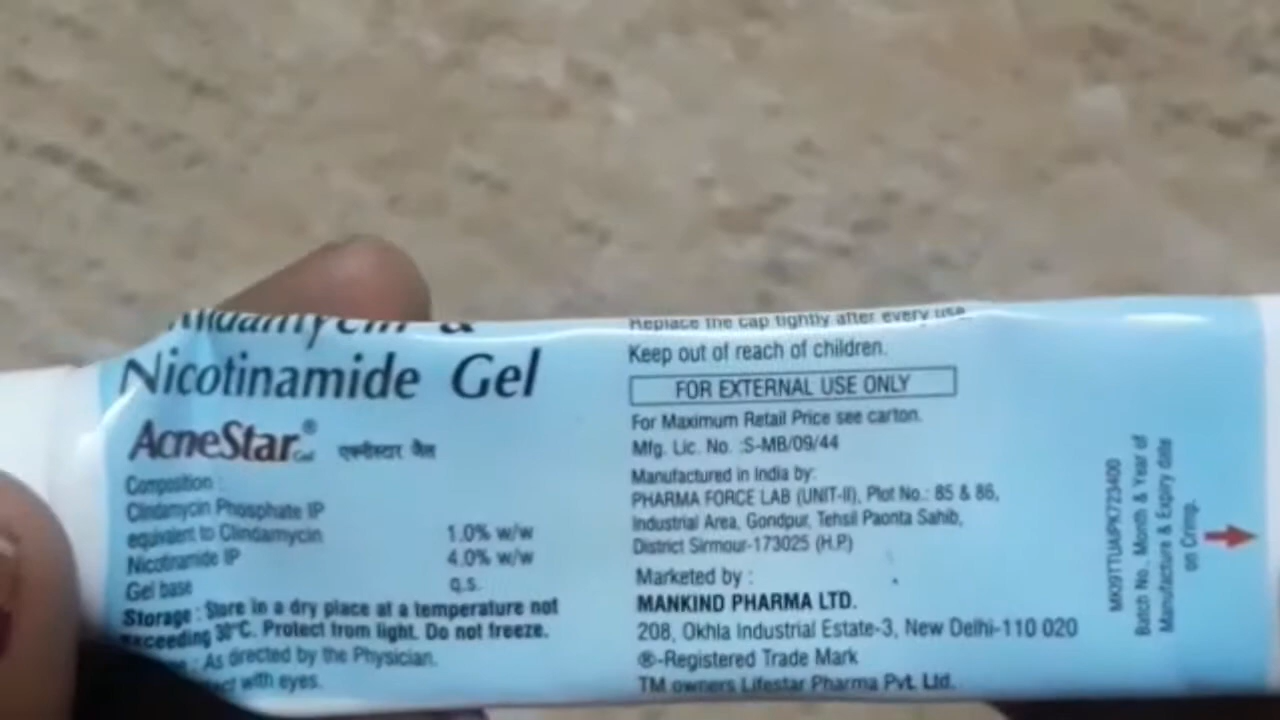 Nicotinamide Gel
AcneStar® Gel एक्नेस्टार जैल
Composition :
Clindamycin Phosphate IP
equivalent to Clindamycin 1.0% w/w
Nicotinamide IP 4.0% w/w
Gel base q.s.
Storage : Store in a dry place at a temperature not
exceeding 30°C. Protect from light. Do not freeze.
: As directed by the Physician.
with eyes.
Replace the cap tightly after every use.
Keep out of reach of children.
FOR EXTERNAL USE ONLY
For Maximum Retail Price see carton.
Mfg. Lic. No. :S-MB/09/44
Manufactured in India by:
PHARMA FORCE LAB (UNIT-II), Plot No.: 85 & 86,
Industrial Area, Gondpur, Tehsil Paonta Sahib,
District Sirmour-173025 (H.P.)
Marketed by :
MANKIND PHARMA LTD.
208, Okhla Industrial Estate-3, New Delhi-110 020
®-Registered Trade Mark
TM owners Lifestar Pharma Pvt. Ltd.
Batch No., Month & Year of
Manufacture & Expiry date
on Crimp.